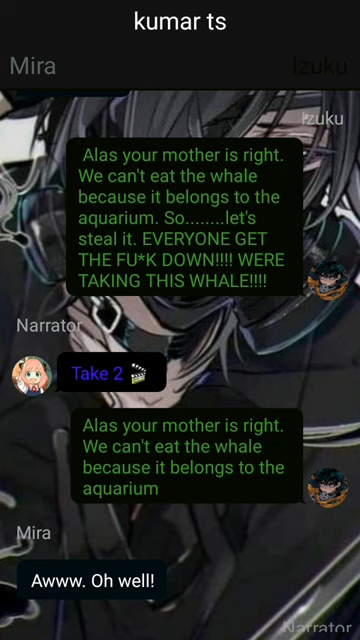 kumar ts
Mira
Izuku
Izuku
Alas your mother is right.
We can't eat the whale
because it belongs to the
aquarium. So........let's
steal it. EVERYONE GET
THE FU*K DOWN!!!! WERE
TAKING THIS WHALE!!!!
Narrator
Take 2 🎬
Alas your mother is right.
We can't eat the whale
because it belongs to the
aquarium
Mira
Awww. Oh well!
Narrator